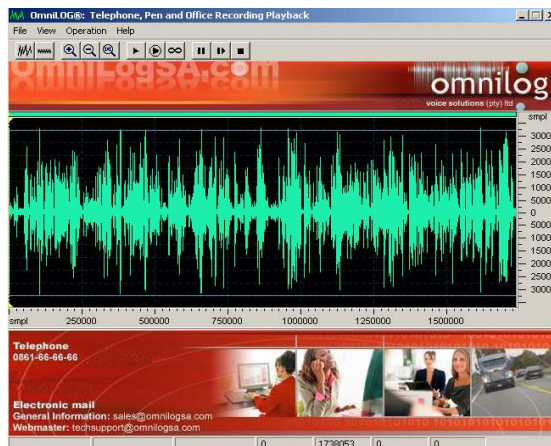 OmniLOG®: Telephone, Pen and Office Recording Playback
File View Operation Help
OmniLogSA.com
omnilog
voice solutions (pty) ltd
smpl
3000
2500
2000
1500
1000
500
0
500
1000
1500
2000
2500
3000
smpl 250000 500000 750000 1000000 1250000 1500000
Telephone
0861-66-66-66
Electronic mail
General Information: sales@omnilogsa.com
Webmaster: techsupport@omnilogsa.com
0 1738053 0 0